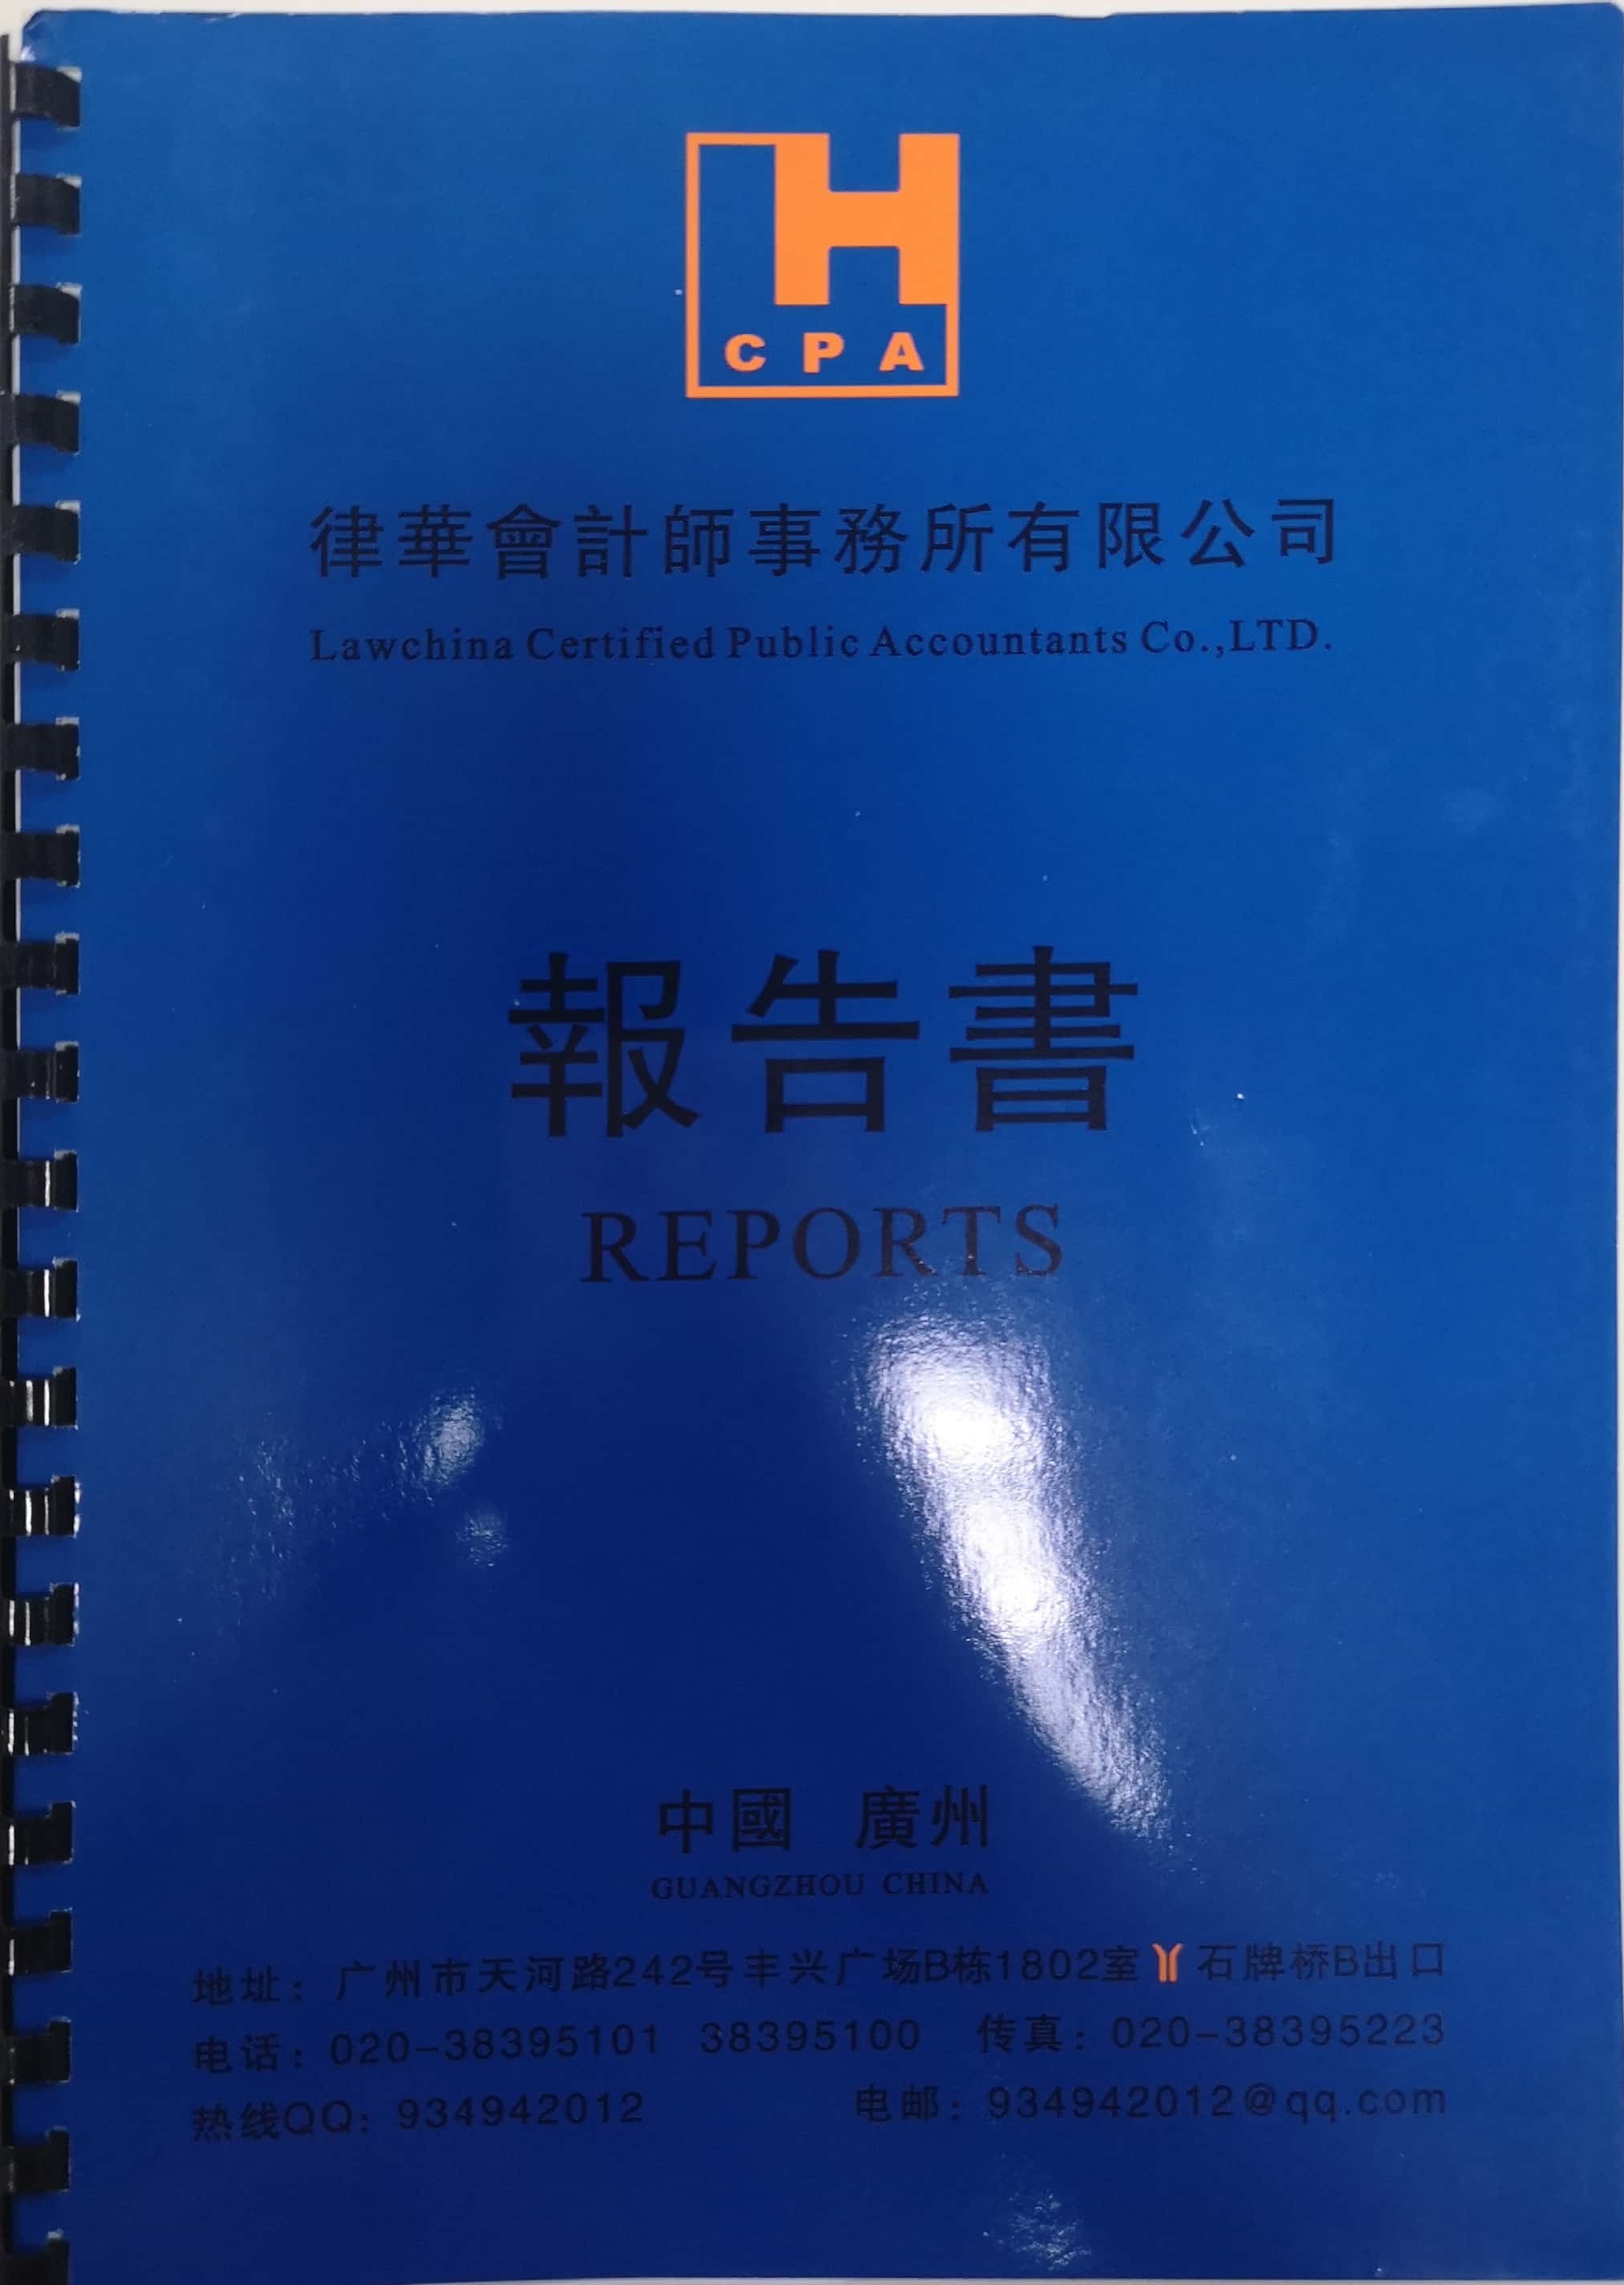 H
CPA
律華會計師事務所有限公司
Lawchina Certified Public Accountants Co.,LTD.
報告書
REPORTS
中國 廣州
GUANGZHOU CHINA
地址：广州市天河路242号丰兴广场B栋1802室 石牌桥B出口
电话：020-38395101 38395100 传真：020-38395223
热线QQ：934942012 电邮：934942012@qq.com